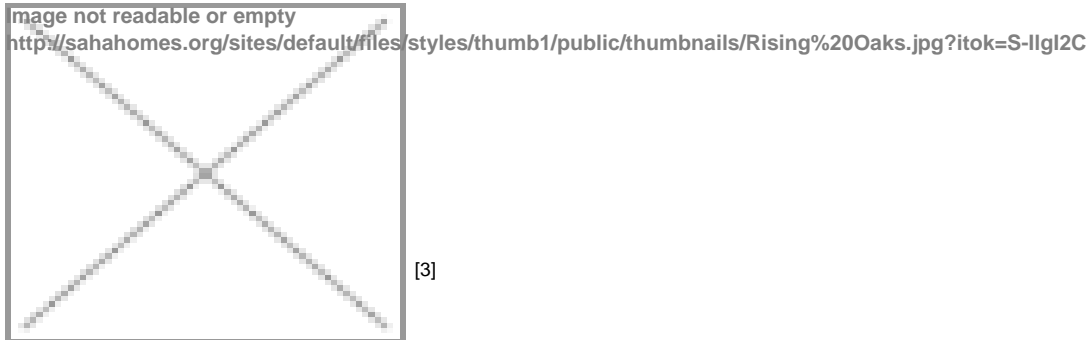 Image not readable or empty
http://sahahomes.org/sites/default/files/styles/thumb1/public/thumbnails/Rising%20Oaks.jpg?itok=S-IIgI2C
[3]